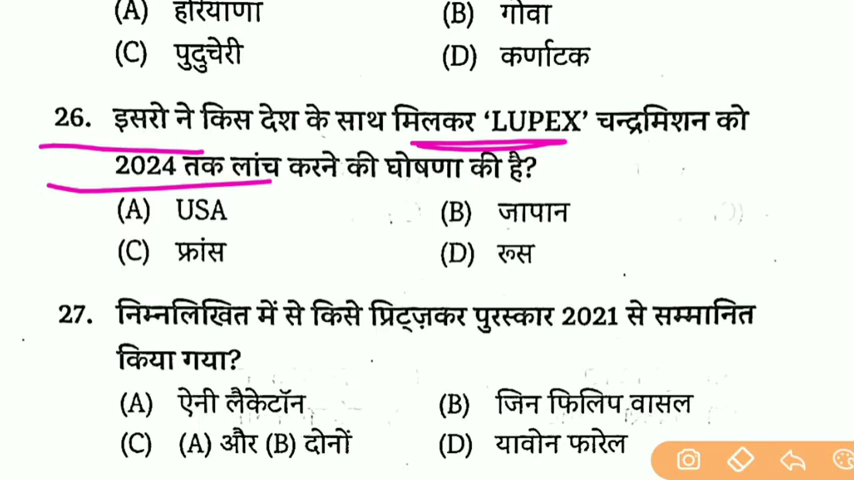 (A) हरियाणा (B) गोवा
(C) पुदुचेरी (D) कर्णाटक
26. इसरो ने किस देश के साथ मिलकर ‘LUPEX’ चन्द्रमिशन को
2024 तक लांच करने की घोषणा की है?
(A) USA (B) जापान
(C) फ्रांस (D) रूस
27. निम्नलिखित में से किसे प्रिट्ज़कर पुरस्कार 2021 से सम्मानित
किया गया?
(A) ऐनी लैकेटॉन (B) जिन फिलिप वासल
(C) (A) और (B) दोनों (D) यावोन फारेल